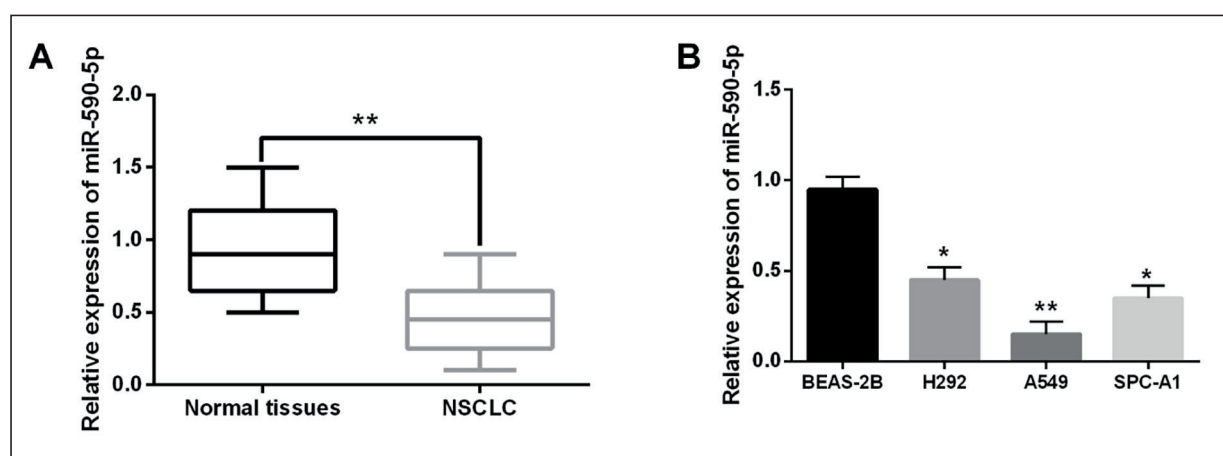 A
Relative expression of miR-590-5p
2.0
1.5
1.0
0.5
0.0
**
Normal tissues
NSCLC
B
Relative expression of miR-590-5p
1.5
1.0
0.5
0.0
*
**
*
BEAS-2B
H292
A549
SPC-A1